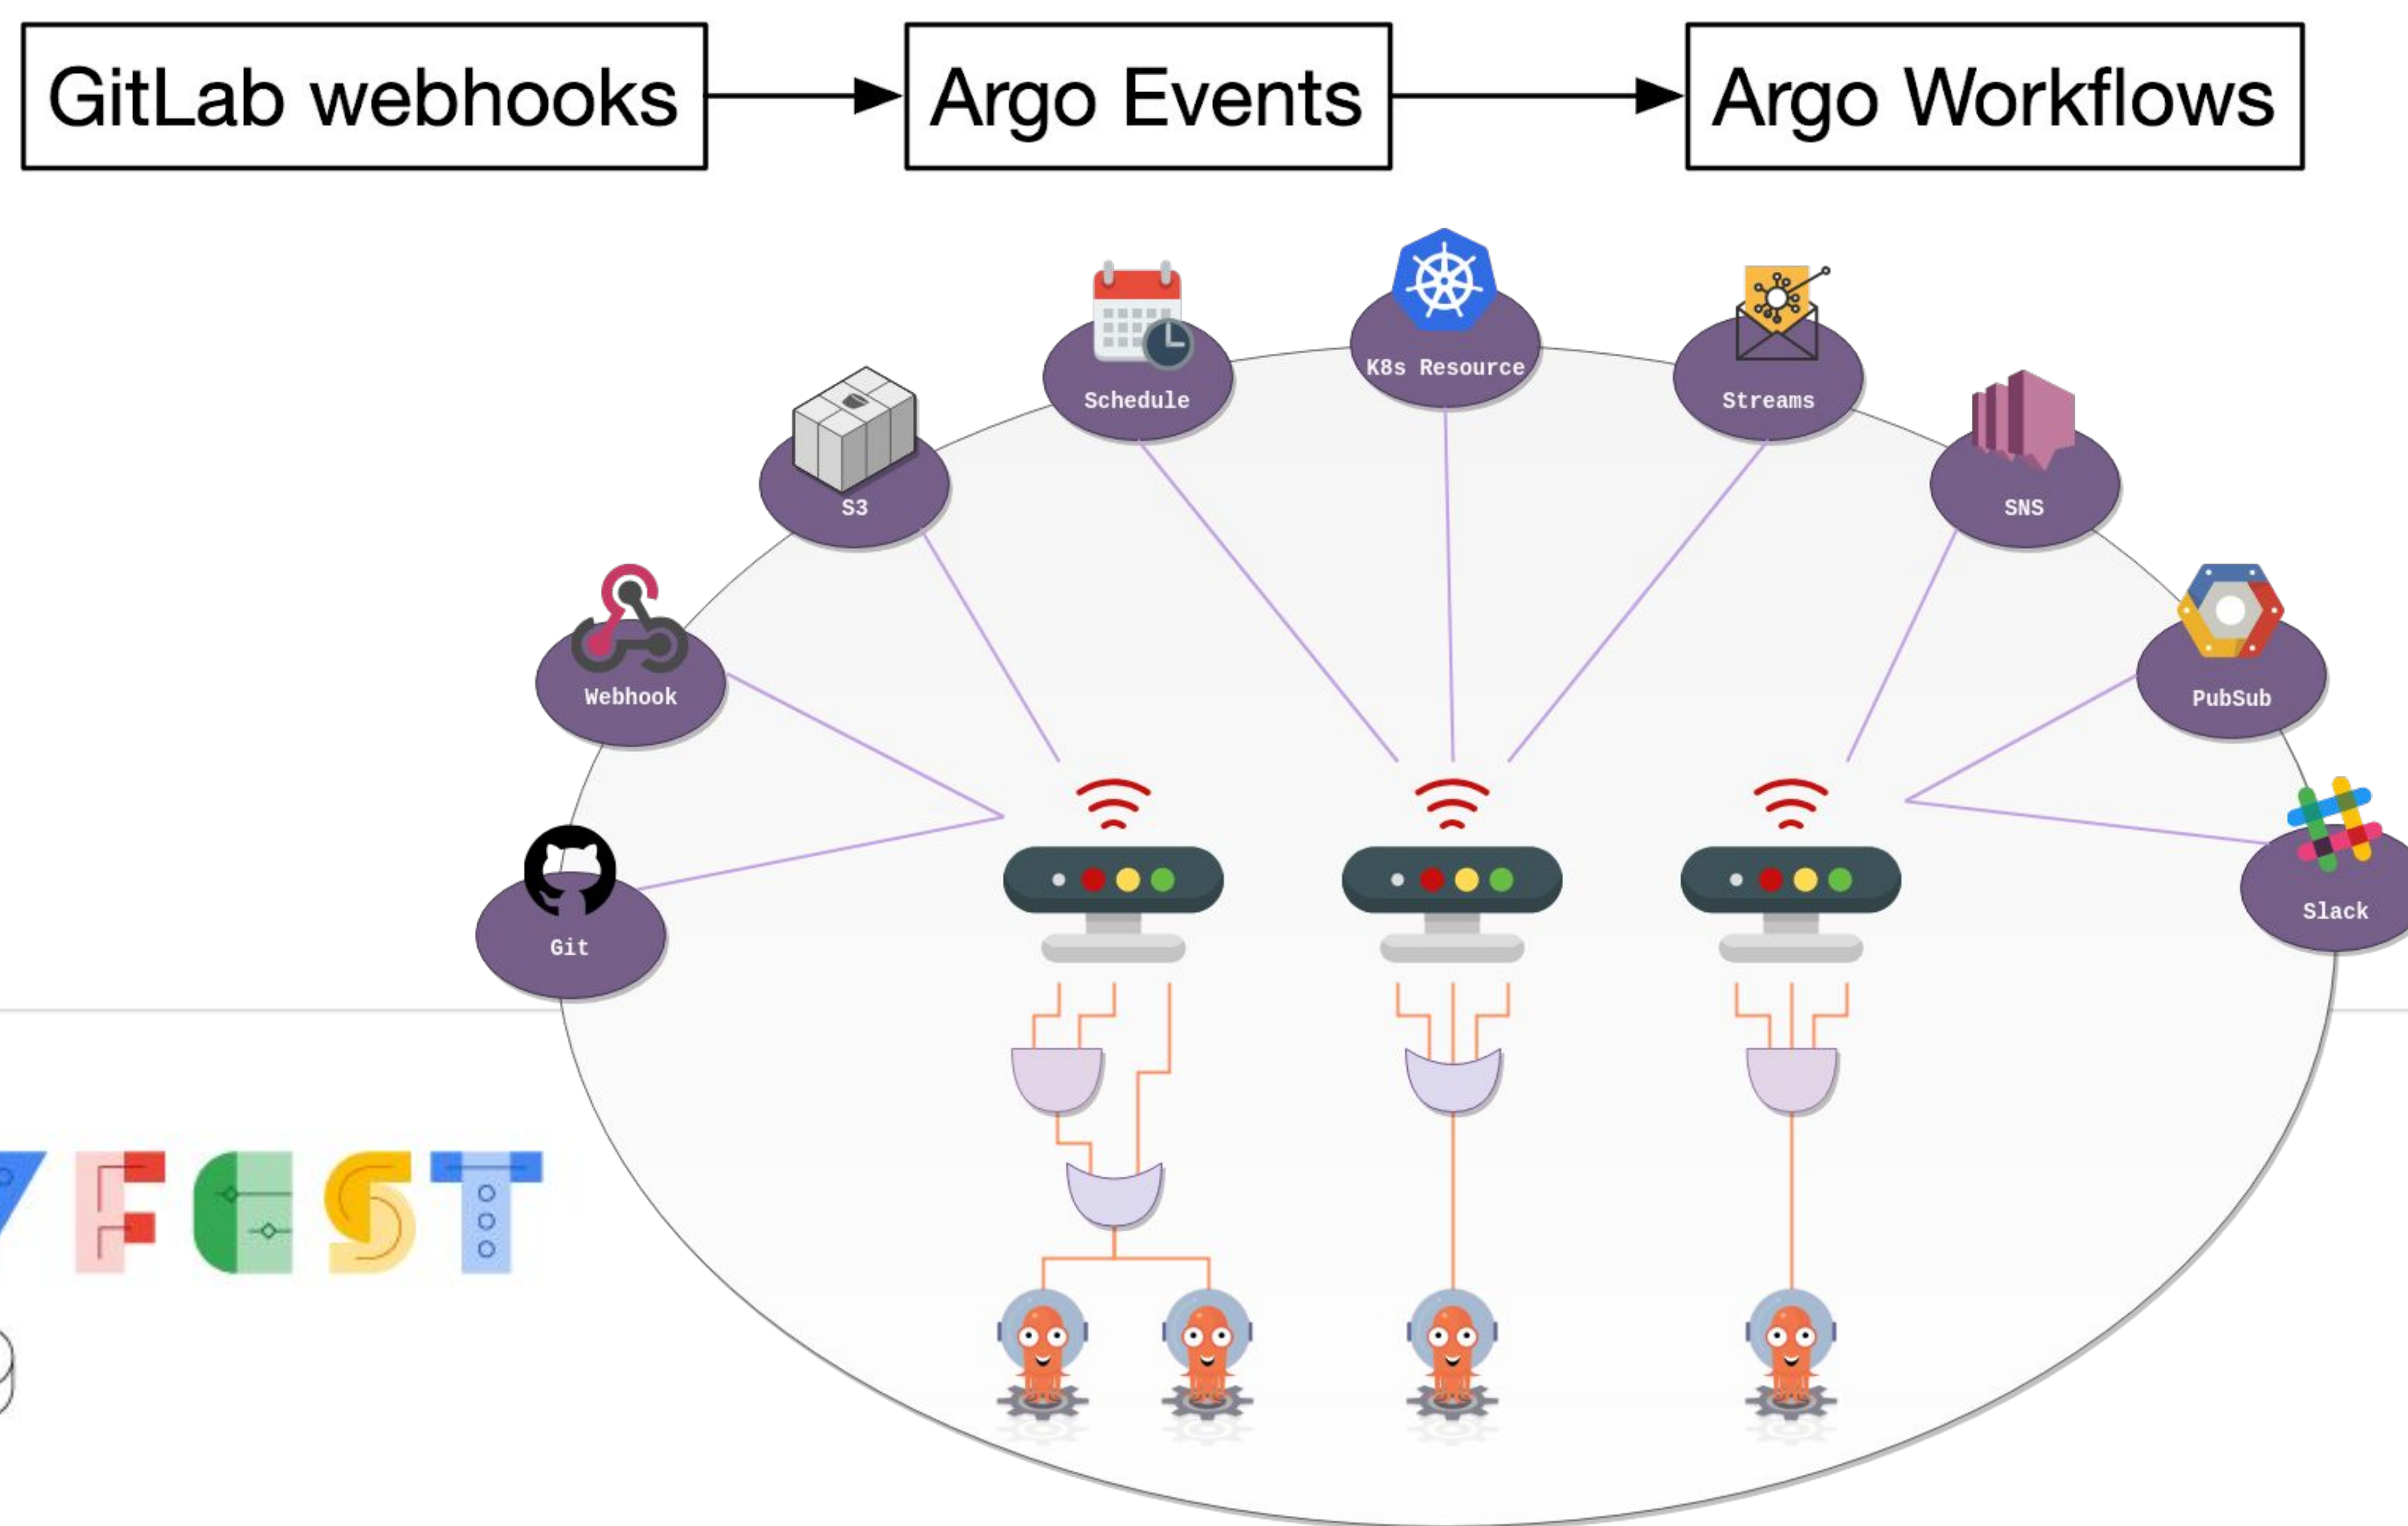 GitLab webhooks
Argo Events
Argo Workflows
K8s Resource
Schedule
Streams
S3
SNS
Webhook
PubSub
Git
Slack
FEST